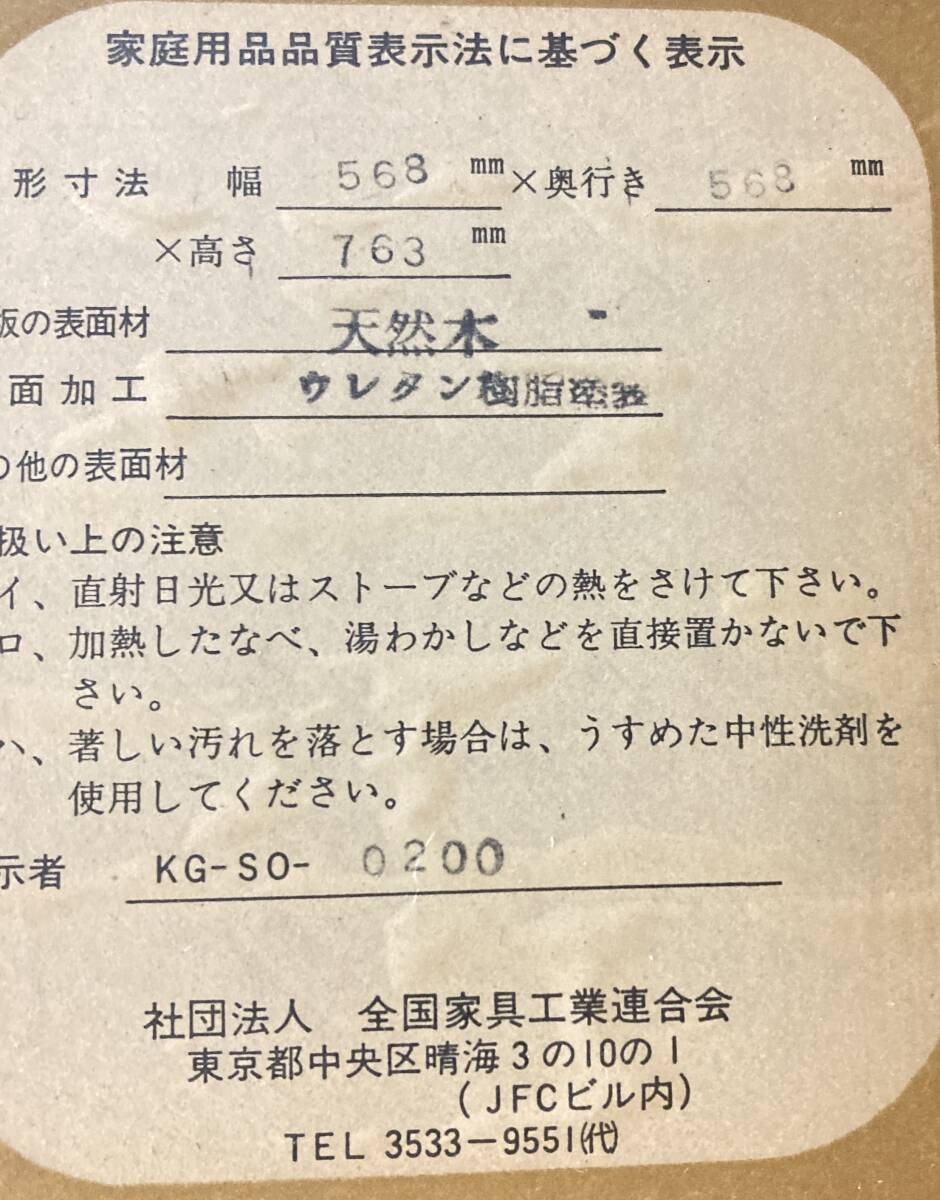 家庭用品品質表示法に基づく表示
形寸法 幅 568 mm ×奥行き 568 mm
×高さ 763 mm
板の表面材 天然木
面加工 ウレタン樹脂塗装
の他の表面材
扱い上の注意
イ、直射日光又はストーブなどの熱をさけて下さい。
ロ、加熱したなべ、湯わかしなどを直接置かないで下
さい。
ハ、著しい汚れを落とす場合は、うすめた中性洗剤を
使用してください。
示者 KG-SO- 0200
社団法人 全国家具工業連合会
東京都中央区晴海3の10の1
(JFCビル内)
TEL 3533-9551(代)